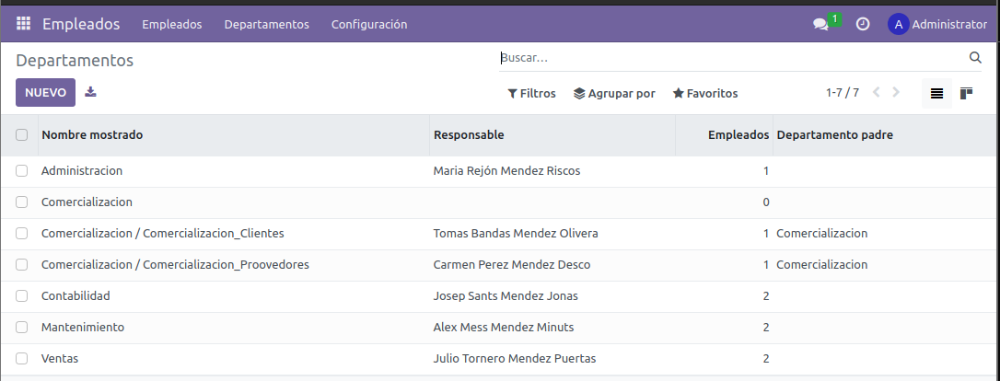 Empleados Empleados Departamentos Configuración 1 A Administrator
Departamentos Buscar...
NUEVO Filtros Agrupar por Favoritos 1-7 / 7
Nombre mostrado Responsable Empleados Departamento padre
Administracion Maria Rejón Mendez Riscos 1
Comercializacion 0
Comercializacion / Comercializacion_Clientes Tomas Bandas Mendez Olivera 1 Comercializacion
Comercializacion / Comercializacion_Proovedores Carmen Perez Mendez Desco 1 Comercializacion
Contabilidad Josep Sants Mendez Jonas 2
Mantenimiento Alex Mess Mendez Minuts 2
Ventas Julio Tornero Mendez Puertas 2